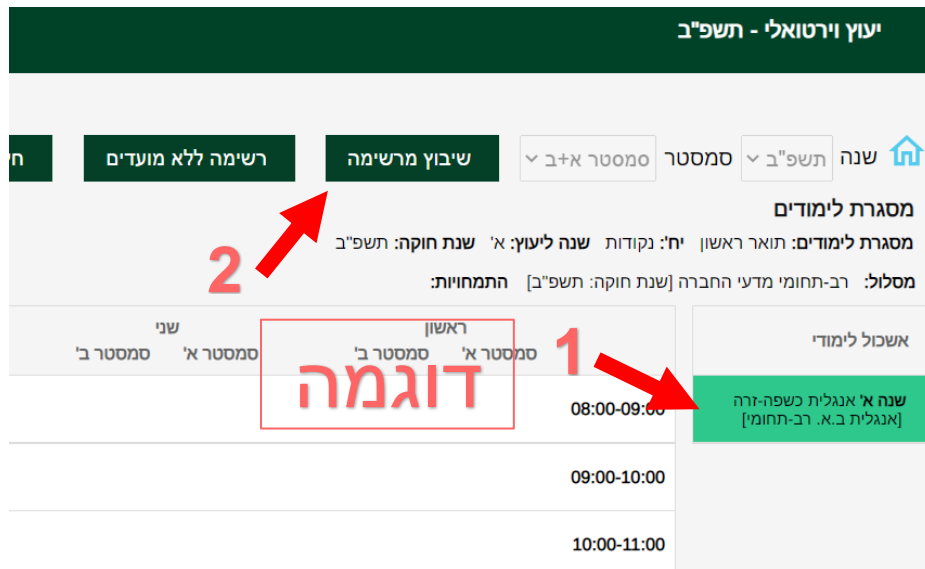 יעוץ וירטואלי - תשפ"ב
שנה תשפ"ב סמסטר סמסטר א+ב שיבוץ מרשימה רשימה ללא מועדים
מסגרת לימודים
מסגרת לימודים: תואר ראשון יח': נקודות שנה ליעוץ: א' שנת חוקה: תשפ"ב
מסלול: רב-תחומי מדעי החברה [שנת חוקה: תשפ"ב] התמחויות:
2
אשכול לימודי
ראשון שני
סמסטר א' סמסטר ב' סמסטר א' סמסטר ב'
1
דוגמה
שנה א' אנגלית כשפה-זרה
[אנגלית ב.א. רב-תחומי]
08:00-09:00
09:00-10:00
10:00-11:00